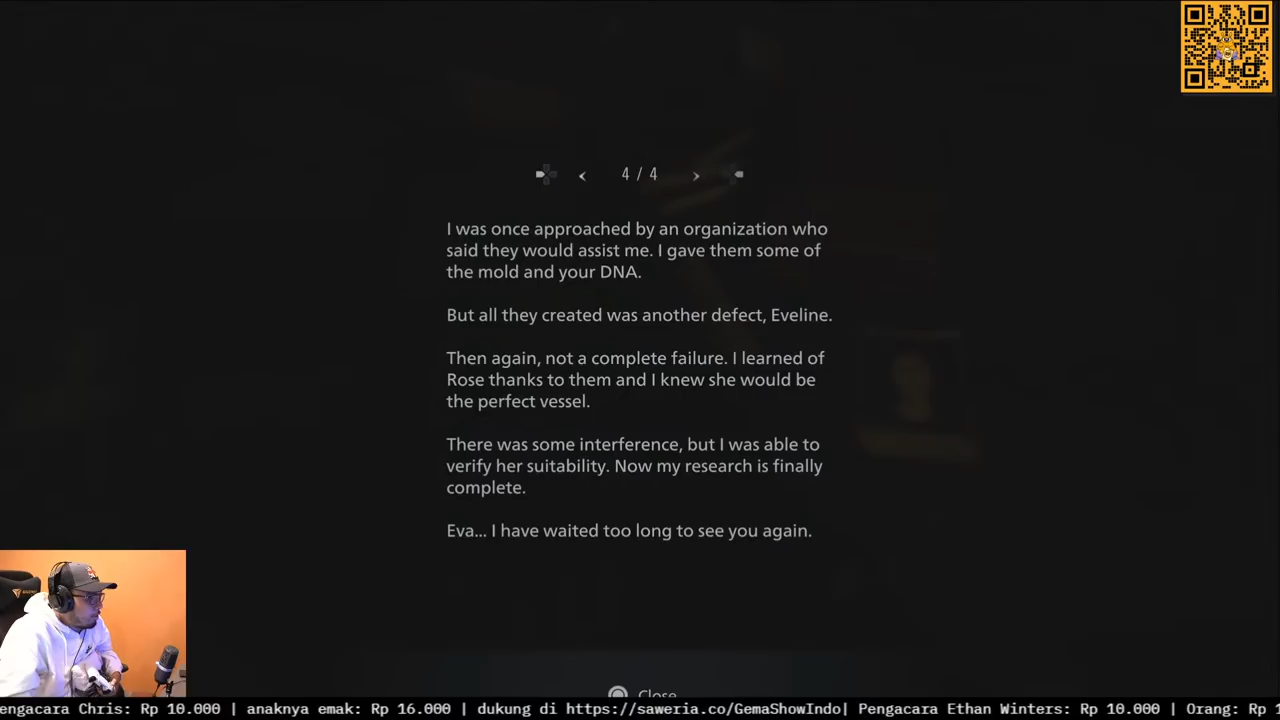 4 / 4
I was once approached by an organization who
said they would assist me. I gave them some of
the mold and your DNA.
But all they created was another defect, Eveline.
Then again, not a complete failure. I learned of
Rose thanks to them and I knew she would be
the perfect vessel.
There was some interference, but I was able to
verify her suitability. Now my research is finally
complete.
Eva... I have waited too long to see you again.
Close
engacara Chris: Rp 10.000 | anaknya emak: Rp 16.000 | dukung di https://saweria.co/GemaShowIndo| Pengacara Ethan Winters: Rp 10.000 | Orang: Rp 1